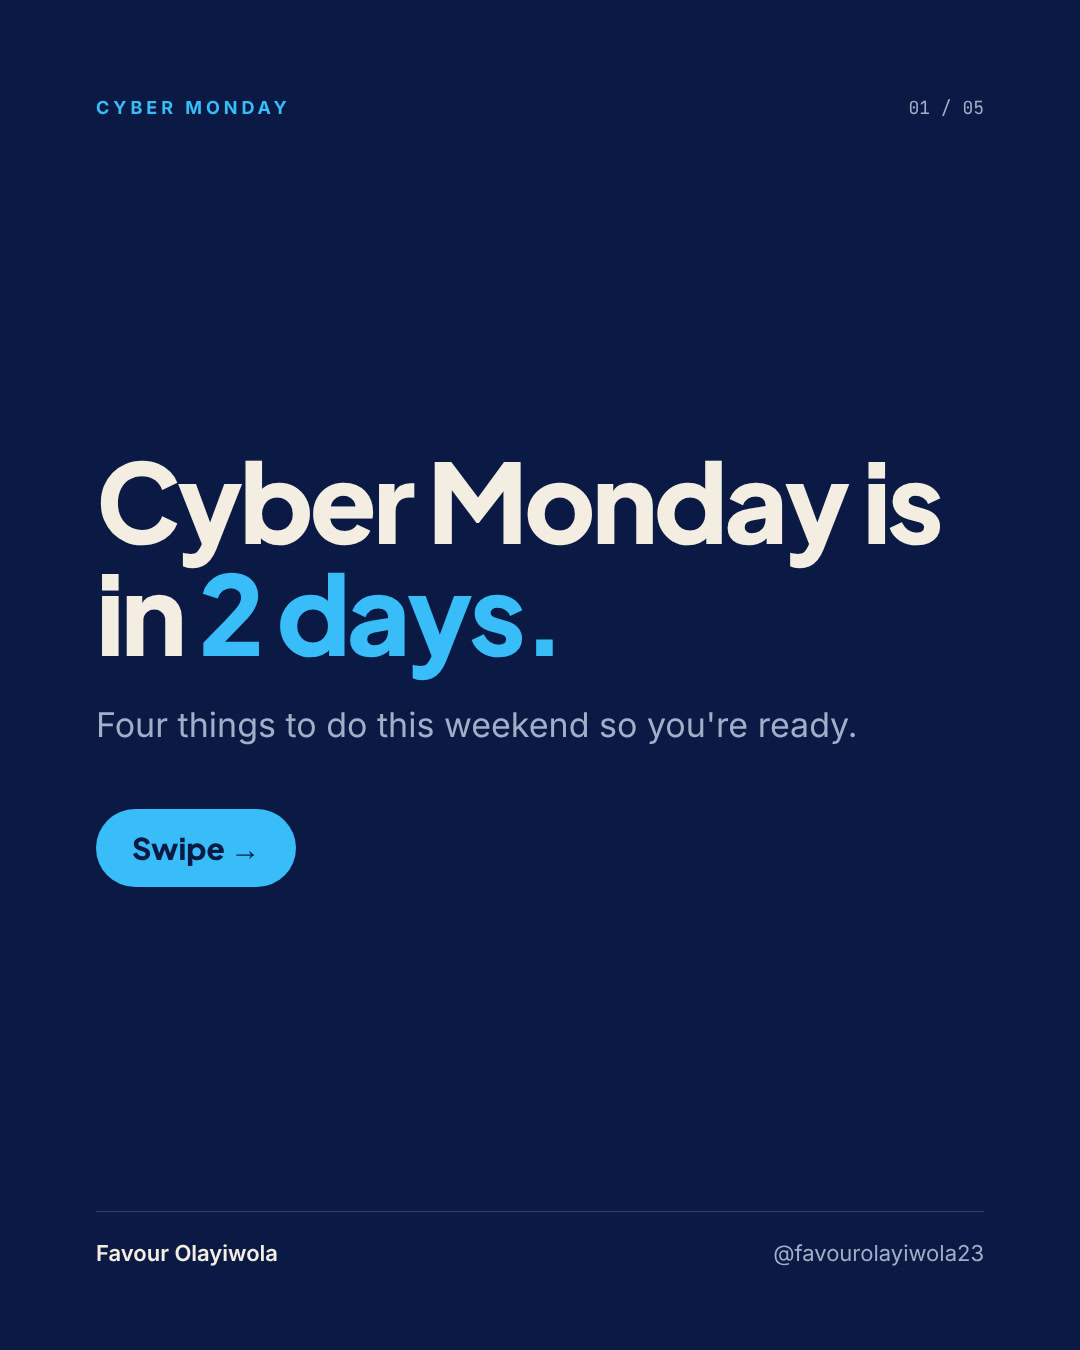 CYBER MONDAY
01 / 05
Cyber Monday is
in 2 days.
Four things to do this weekend so you're ready.
Swipe →
Favour Olayiwola
@favourolayiwola23